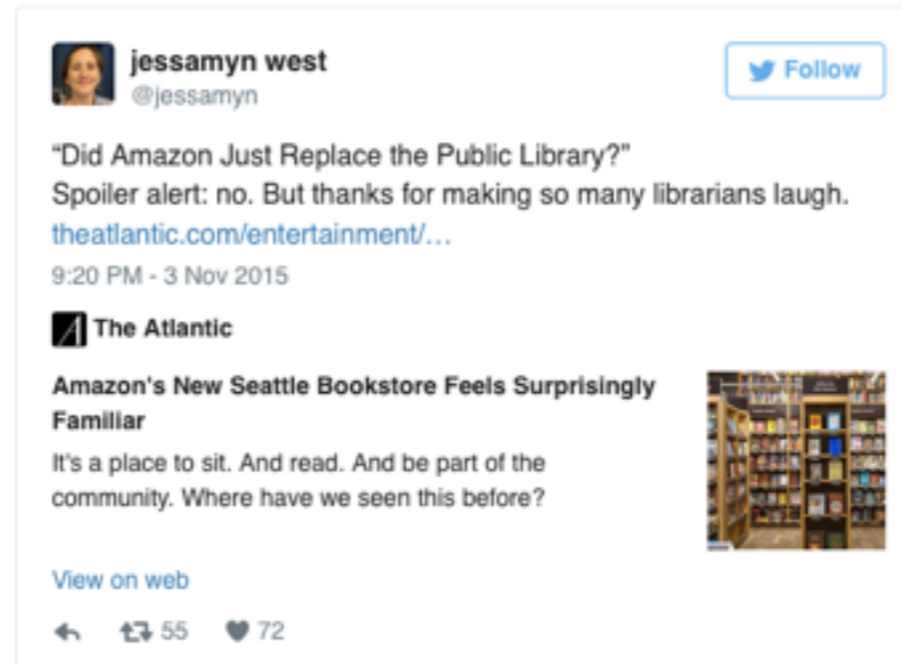 jessamyn west
@jessamyn
Follow
“Did Amazon Just Replace the Public Library?”
Spoiler alert: no. But thanks for making so many librarians laugh.
theatlantic.com/entertainment/…
9:20 PM - 3 Nov 2015
The Atlantic
Amazon's New Seattle Bookstore Feels Surprisingly
Familiar
It's a place to sit. And read. And be part of the
community. Where have we seen this before?
View on web
55
72